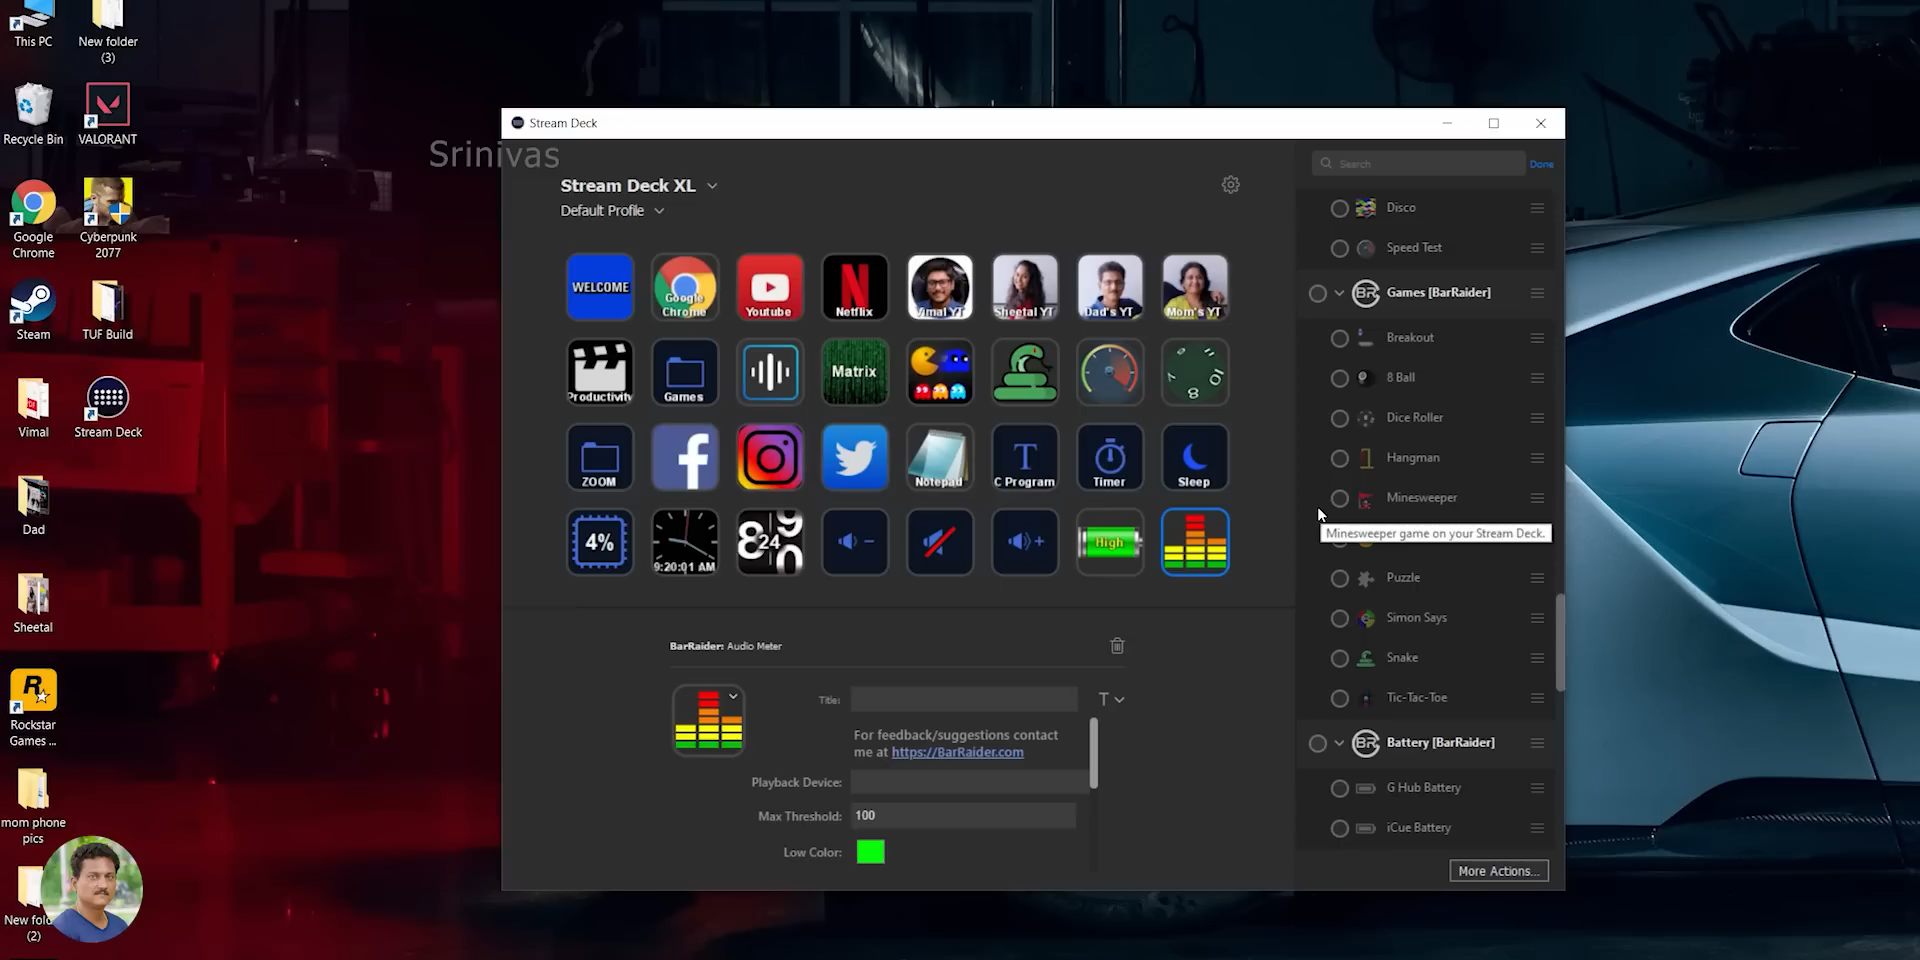 This PC
New folder
(3)
Recycle Bin
VALORANT
Google
Chrome
Cyberpunk
2077
Steam
TUF Build
Vimal
Stream Deck
Dad
Sheetal
Rockstar
Games ...
mom phone
pics
New fold
(2)
Srinivas
Stream Deck
Stream Deck XL
Default Profile
WELCOME
Google
Chrome
Youtube
Netflix
Vimal YT
Sheetal YT
Dad's YT
Mom's YT
Productivity
Games
Matrix
ZOOM
Notepad
C Program
Timer
Sleep
4%
9:20:01 AM
24
High
BarRaider: Audio Meter
Title:
T
For feedback/suggestions contact
me at https://BarRaider.com
Playback Device:
Max Threshold:
100
Low Color:
Search
Done
Disco
Speed Test
Games [BarRaider]
Breakout
8 Ball
Dice Roller
Hangman
Minesweeper
Minesweeper game on your Stream Deck.
Puzzle
Simon Says
Snake
Tic-Tac-Toe
Battery [BarRaider]
G Hub Battery
iCue Battery
More Actions...